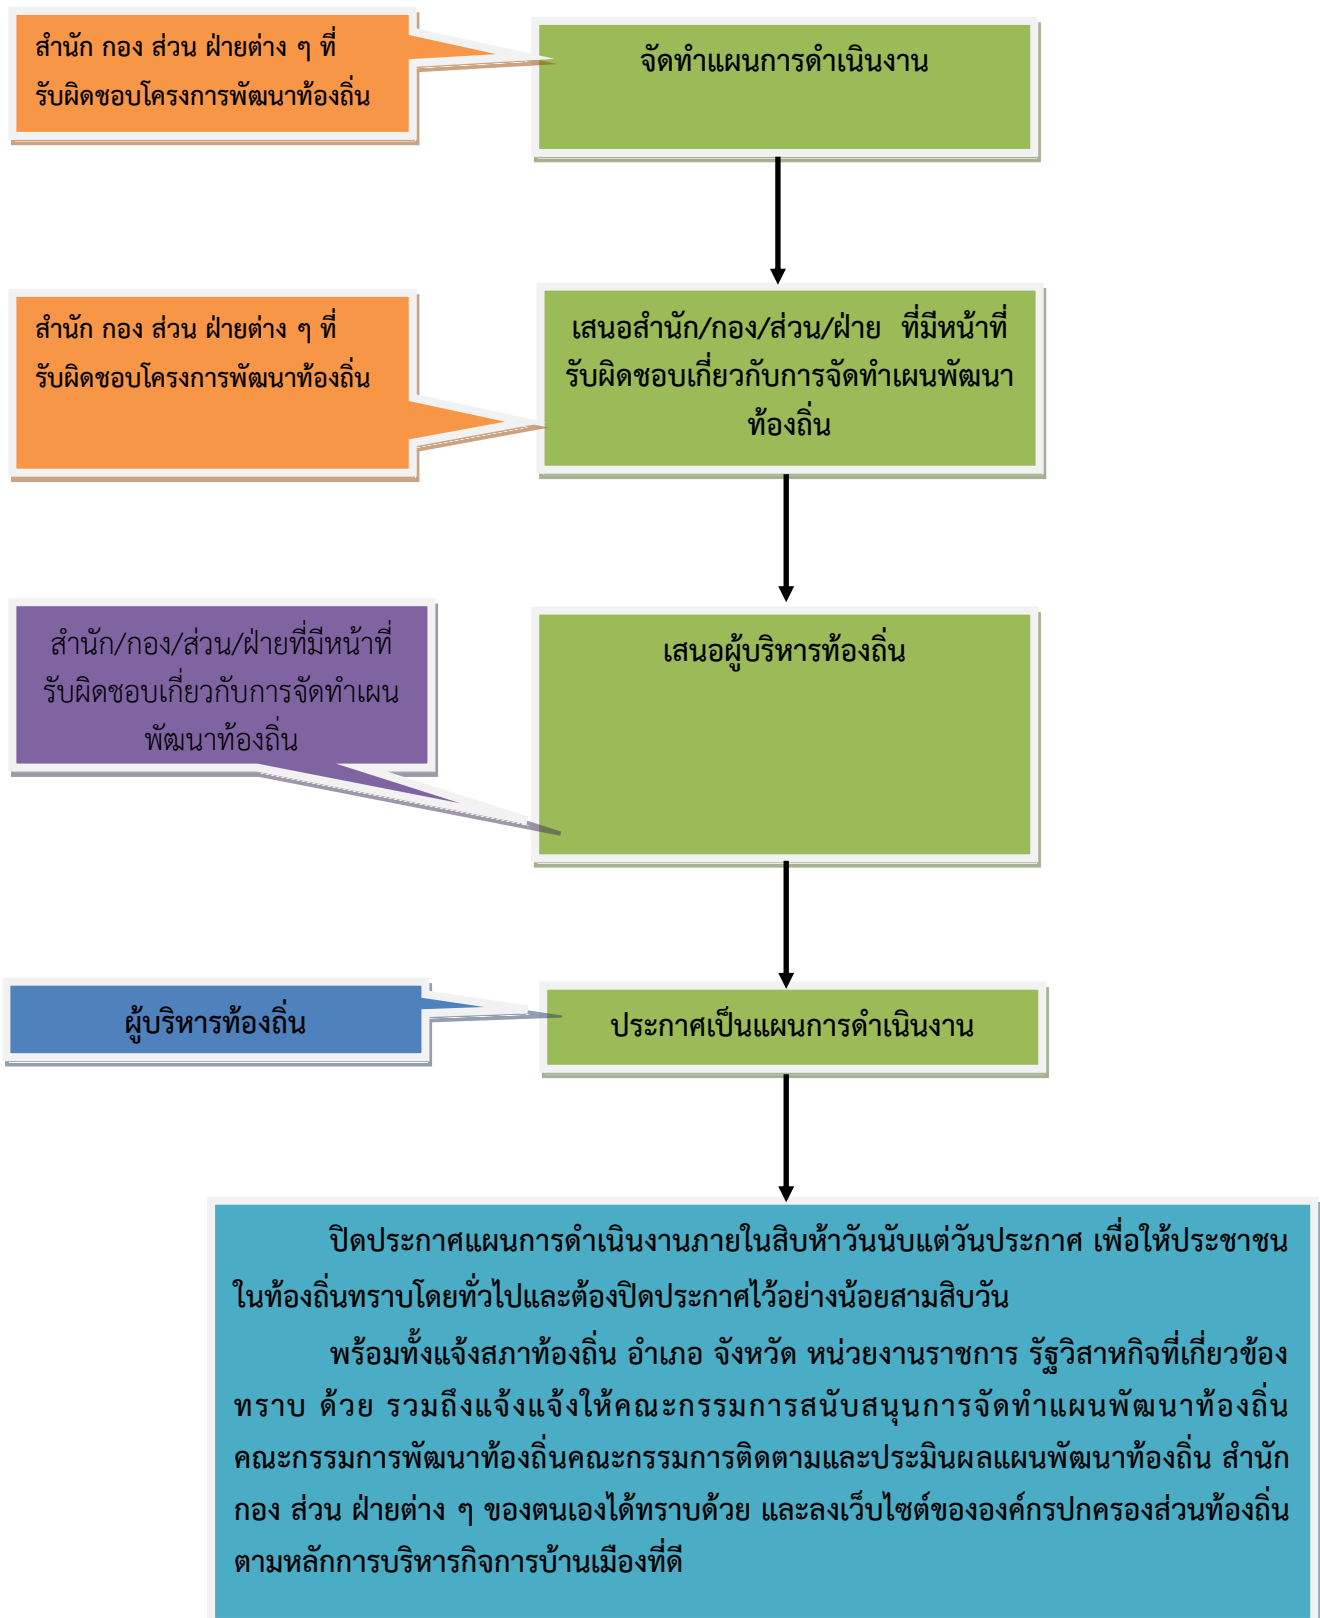 สำนัก กอง ส่วน ฝ่ายต่าง ๆ ที่
รับผิดชอบโครงการพัฒนาท้องถิ่น
จัดทำแผนการดำเนินงาน
สำนัก กอง ส่วน ฝ่ายต่าง ๆ ที่
รับผิดชอบโครงการพัฒนาท้องถิ่น
เสนอสำนัก/กอง/ส่วน/ฝ่าย ที่มีหน้าที่
รับผิดชอบเกี่ยวกับการจัดทำเผนพัฒนา
ท้องถิ่น
สำนัก/กอง/ส่วน/ฝ่ายที่มีหน้าที่
รับผิดชอบเกี่ยวกับการจัดทำเผน
พัฒนาท้องถิ่น
เสนอผู้บริหารท้องถิ่น
ผู้บริหารท้องถิ่น
ประกาศเป็นแผนการดำเนินงาน
ปิดประกาศแผนการดำเนินงานภายในสิบห้าวันนับแต่วันประกาศ เพื่อให้ประชาชน
ในท้องถิ่นทราบโดยทั่วไปและต้องปิดประกาศไว้อย่างน้อยสามสิบวัน
พร้อมทั้งแจ้งสภาท้องถิ่น อำเภอ จังหวัด หน่วยงานราชการ รัฐวิสาหกิจที่เกี่ยวข้อง
ทราบ ด้วย รวมถึงแจ้งแจ้งให้คณะกรรมการสนับสนุนการจัดทำแผนพัฒนาท้องถิ่น
คณะกรรมการพัฒนาท้องถิ่นคณะกรรมการติดตามและประมินผลแผนพัฒนาท้องถิ่น สำนัก
กอง ส่วน ฝ่ายต่าง ๆ ของตนเองได้ทราบด้วย และลงเว็บไซต์ขององค์กรปกครองส่วนท้องถิ่น
ตามหลักการบริหารกิจการบ้านเมืองที่ดี